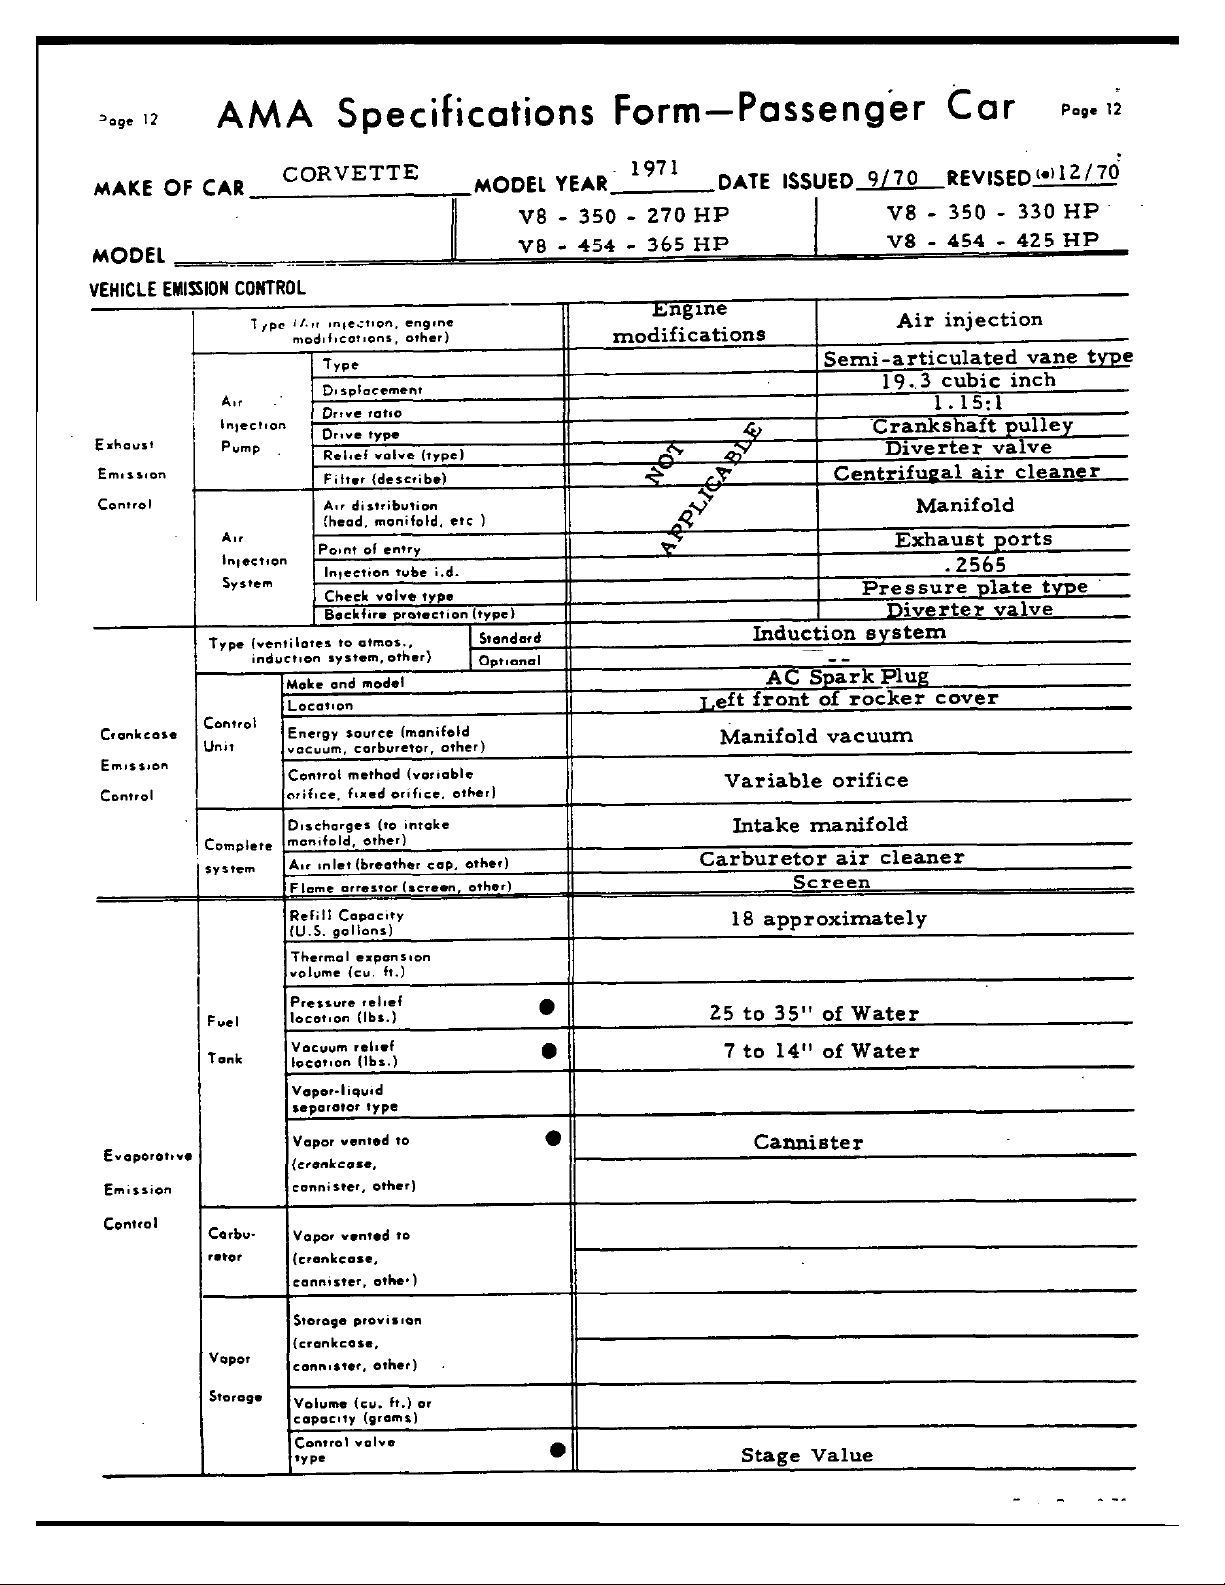 Page 12 AMA Specifications Form—Passenger Car Page 12
MAKE OF CAR CORVETTE MODEL YEAR 1971 DATE ISSUED 9/70 REVISED (•) 12/70
V8 - 350 - 270 HP V8 - 350 - 330 HP
MODEL V8 - 454 - 365 HP V8 - 454 - 425 HP
VEHICLE EMISSION CONTROL
Exhaust
Emission
Control
Type (Air injection, engine
modifications, other)
Engine
modifications
Air injection
Air
Injection
Pump
Type Semi-articulated vane type
Displacement 19.3 cubic inch
Drive ratio 1.15:1
Drive type Crankshaft pulley
Relief valve (type) Diverter valve
Filter (describe) Centrifugal air cleaner
NOT
APPLICABLE
Air
Injection
System
Air distribution
(head, manifold, etc )
Manifold
Point of entry Exhaust ports
Injection tube i.d. .2565
Check valve type Pressure plate type
Backfire protection (type) Diverter valve
Crankcase
Emission
Control
Type (ventilates to atmos.,
induction system, other)
Standard Induction system
Optional --
Control
Unit
Make and model AC Spark Plug
Location Left front of rocker cover
Energy source (manifold
vacuum, carburetor, other)
Manifold vacuum
Control method (variable
orifice, fixed orifice, other)
Variable orifice
Complete
system
Discharges (to intake
manifold, other)
Intake manifold
Air inlet (breather cap, other) Carburetor air cleaner
Flame arrestor (screen, other) Screen
Evaporative
Emission
Control
Fuel
Tank
Refill Capacity
(U.S. gallons)
18 approximately
Thermal expansion
volume (cu. ft.)
Pressure relief
location (lbs.)
● 25 to 35" of Water
Vacuum relief
location (lbs.)
● 7 to 14" of Water
Vapor-liquid
separator type
Vapor vented to
(crankcase,
cannister, other)
● Cannister
Carbu-
retor
Vapor vented to
(crankcase,
cannister, other)
Vapor
Storage
Storage provision
(crankcase,
cannister, other)
Volume (cu. ft.) or
capacity (grams)
Control valve
type
● Stage Value